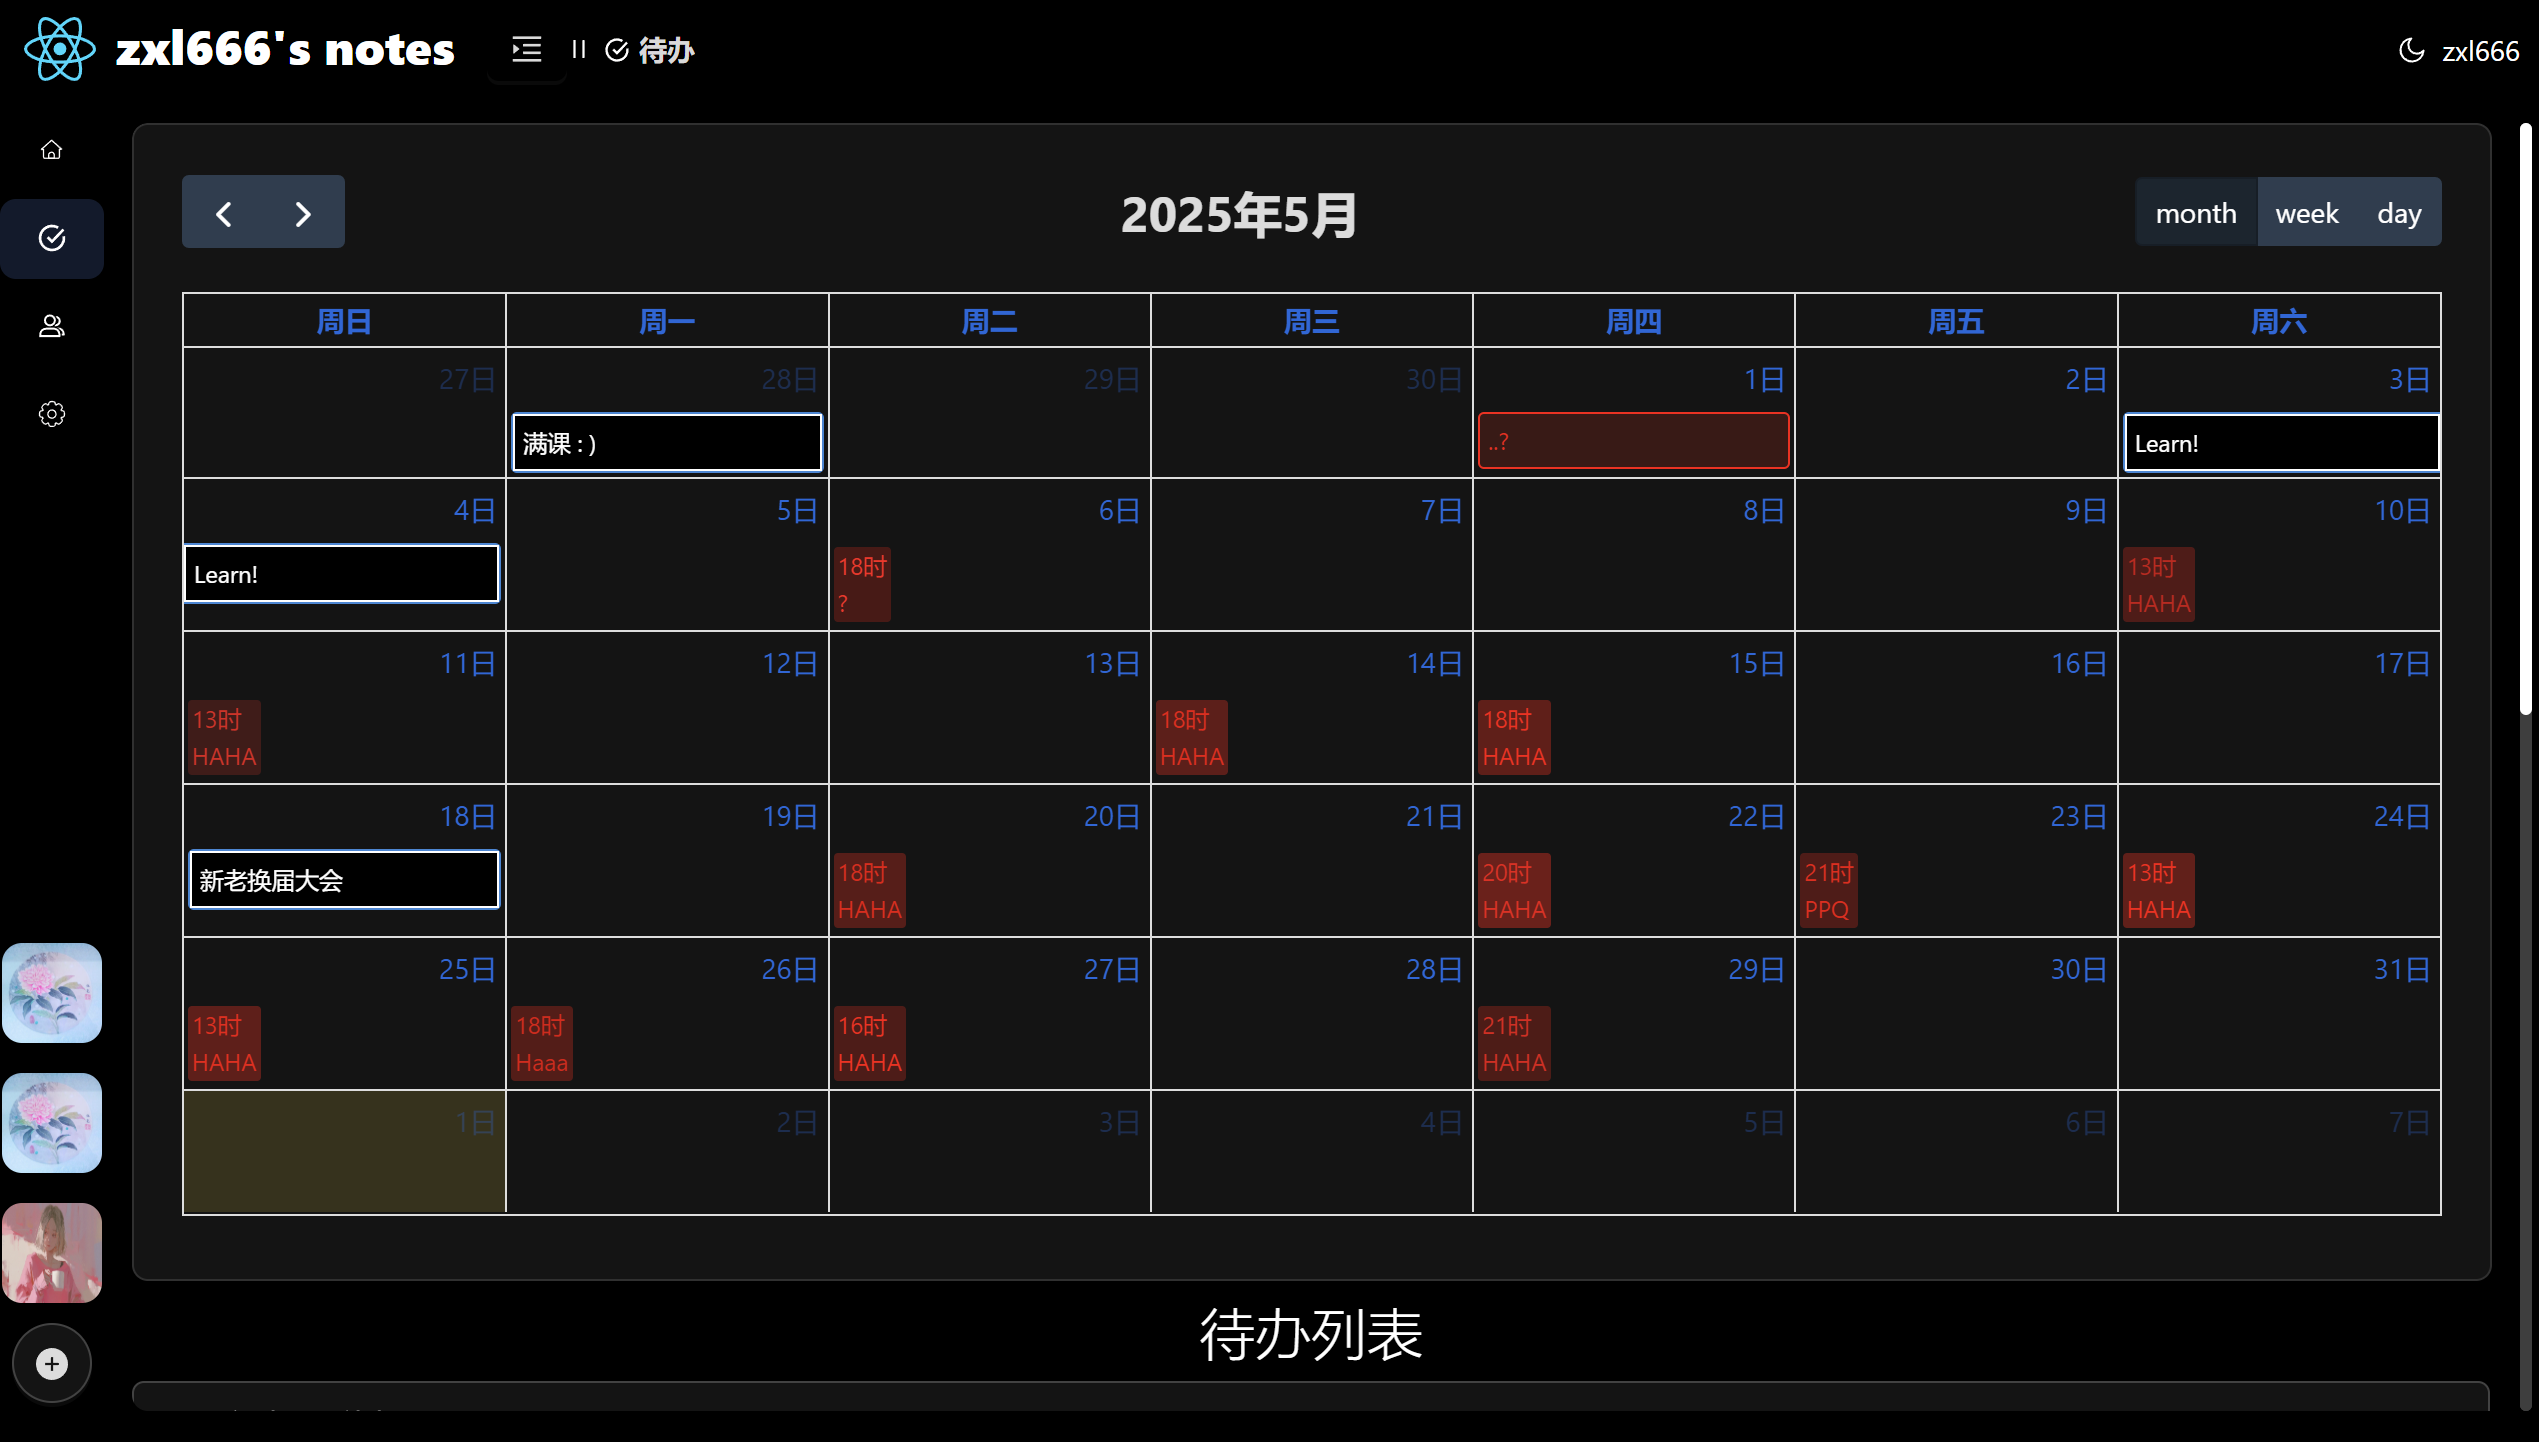 zxl666's notes
待办
zxl666
2025年5月
month week day
周日 周一 周二 周三 周四 周五 周六
27日 28日 29日 30日 1日 2日 3日
满课 : ) ..? Learn!
4日 5日 6日 7日 8日 9日 10日
Learn! 18时 13时
? HAHA
11日 12日 13日 14日 15日 16日 17日
13时 18时 18时
HAHA HAHA HAHA
18日 19日 20日 21日 22日 23日 24日
新老换届大会 18时 20时 21时 13时
HAHA HAHA PPQ HAHA
25日 26日 27日 28日 29日 30日 31日
13时 18时 16时 21时
HAHA Haaa HAHA HAHA
1日 2日 3日 4日 5日 6日 7日
待办列表